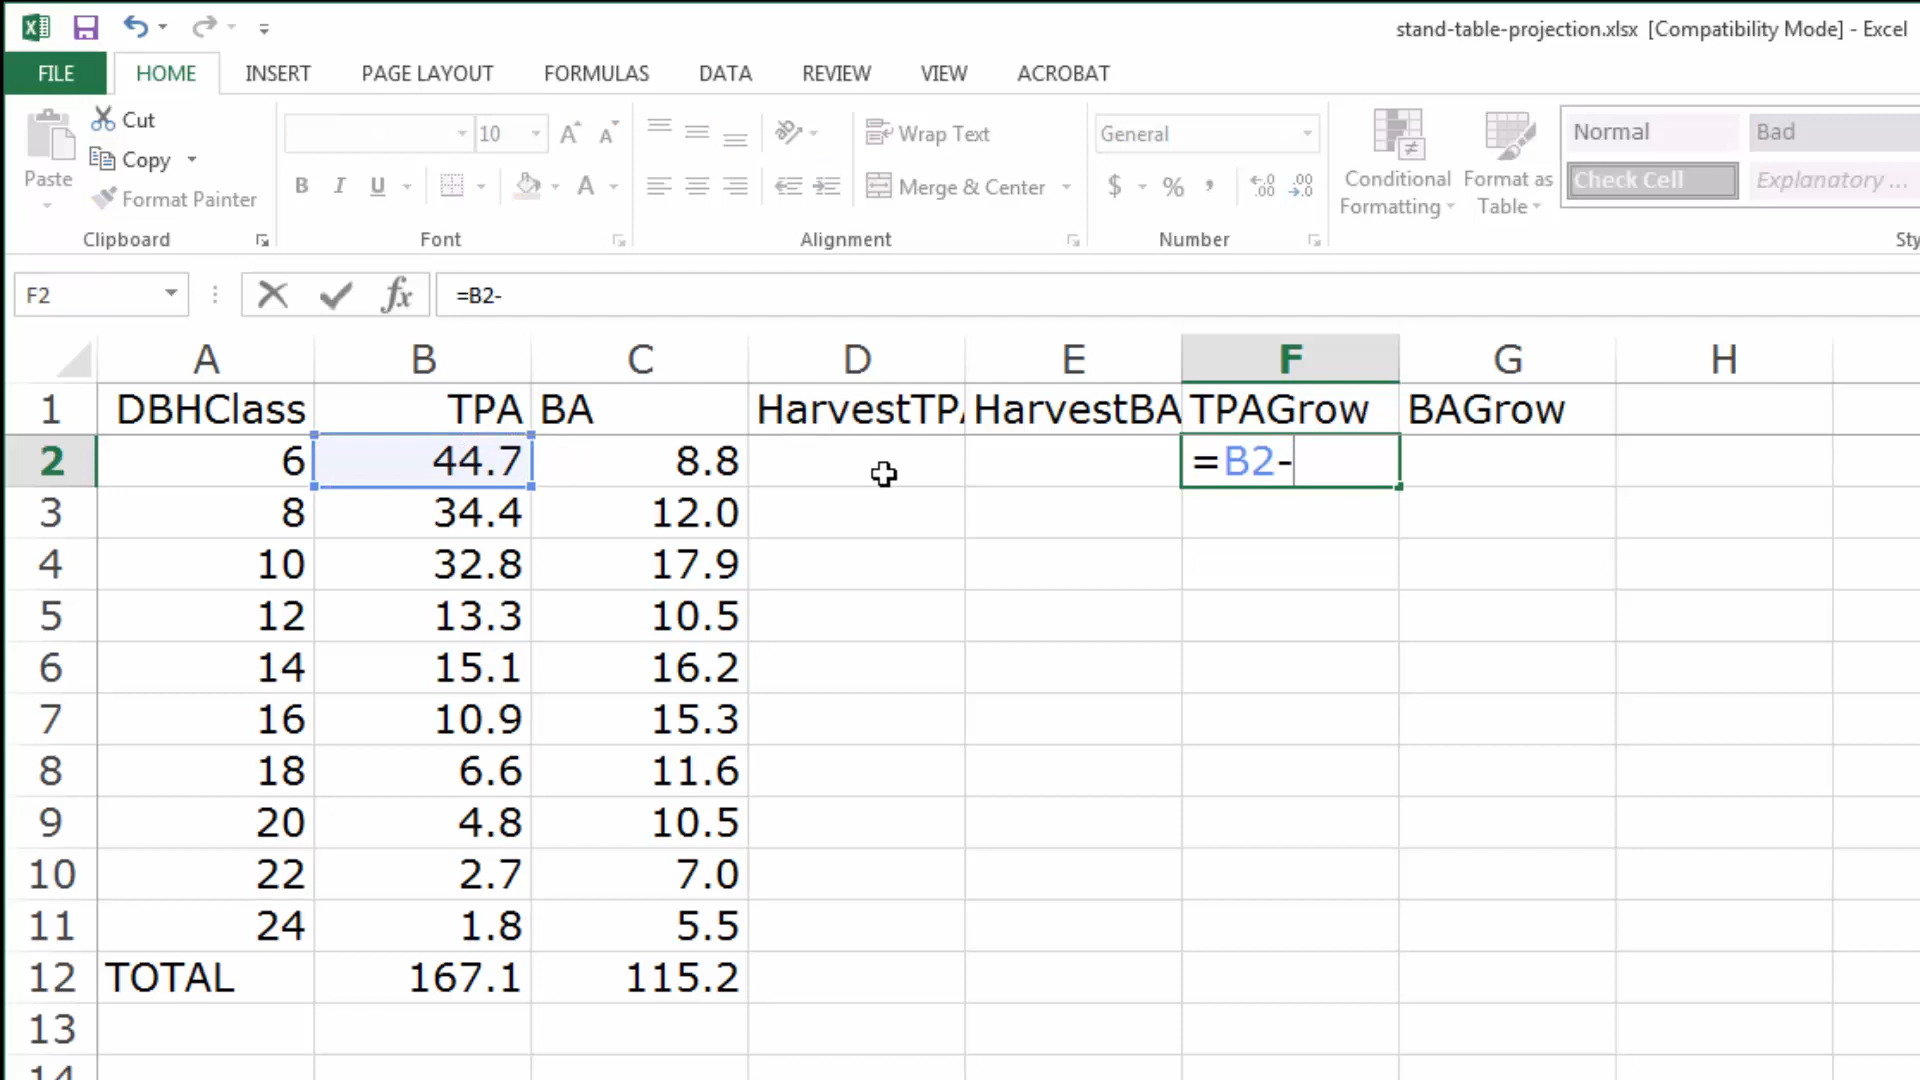 stand-table-projection.xlsx [Compatibility Mode] - Excel
FILE HOME INSERT PAGE LAYOUT FORMULAS DATA REVIEW VIEW ACROBAT
Paste
Cut
Copy
Format Painter
Clipboard
10
B I U
A
Font
Wrap Text
Merge & Center
Alignment
General
$ % ,
Number
Conditional Formatting
Format as Table
Normal Bad
Check Cell Explanatory ...
Sty
F2 fx =B2-
A B C D E F G H
1 DBHClass TPA BA HarvestTPA HarvestBA TPAGrow BAGrow
2 6 44.7 8.8 =B2-
3 8 34.4 12.0
4 10 32.8 17.9
5 12 13.3 10.5
6 14 15.1 16.2
7 16 10.9 15.3
8 18 6.6 11.6
9 20 4.8 10.5
10 22 2.7 7.0
11 24 1.8 5.5
12 TOTAL 167.1 115.2
13
14